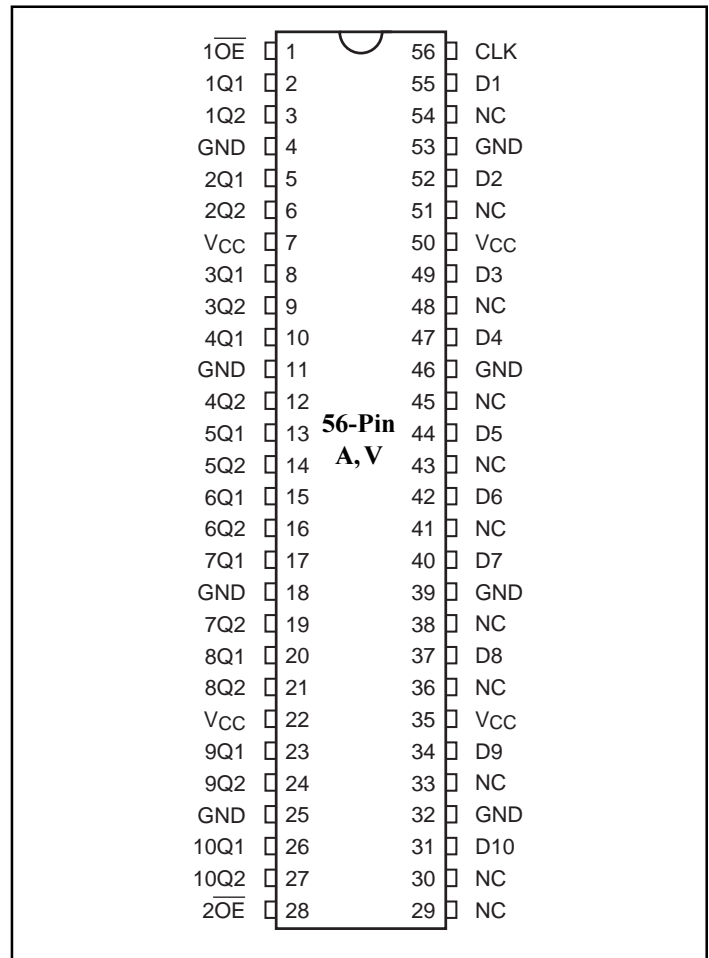 1O̅E̅ 1 56 CLK
1Q1 2 55 D1
1Q2 3 54 NC
GND 4 53 GND
2Q1 5 52 D2
2Q2 6 51 NC
VCC 7 50 VCC
3Q1 8 49 D3
3Q2 9 48 NC
4Q1 10 47 D4
GND 11 46 GND
4Q2 12 45 NC
56-Pin
5Q1 13 44 D5
A, V
5Q2 14 43 NC
6Q1 15 42 D6
6Q2 16 41 NC
7Q1 17 40 D7
GND 18 39 GND
7Q2 19 38 NC
8Q1 20 37 D8
8Q2 21 36 NC
VCC 22 35 VCC
9Q1 23 34 D9
9Q2 24 33 NC
GND 25 32 GND
10Q1 26 31 D10
10Q2 27 30 NC
2O̅E̅ 28 29 NC